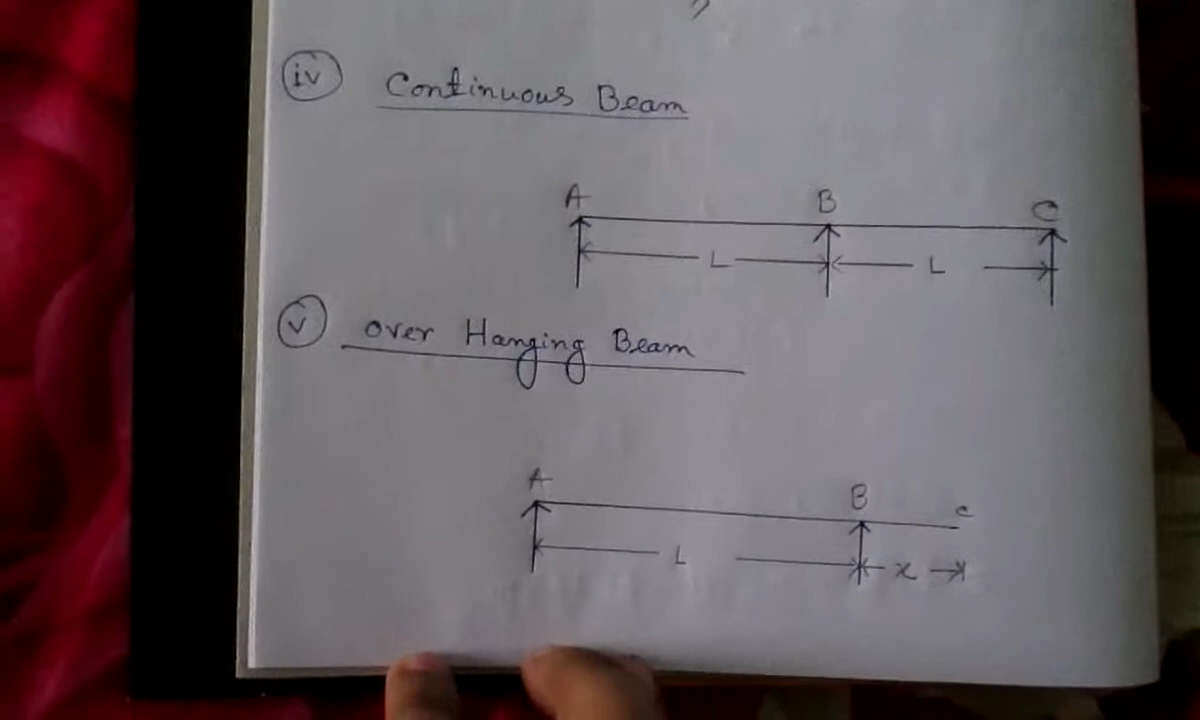 iv Continuous Beam
A B C
L L
v over Hanging Beam
A B c
L x